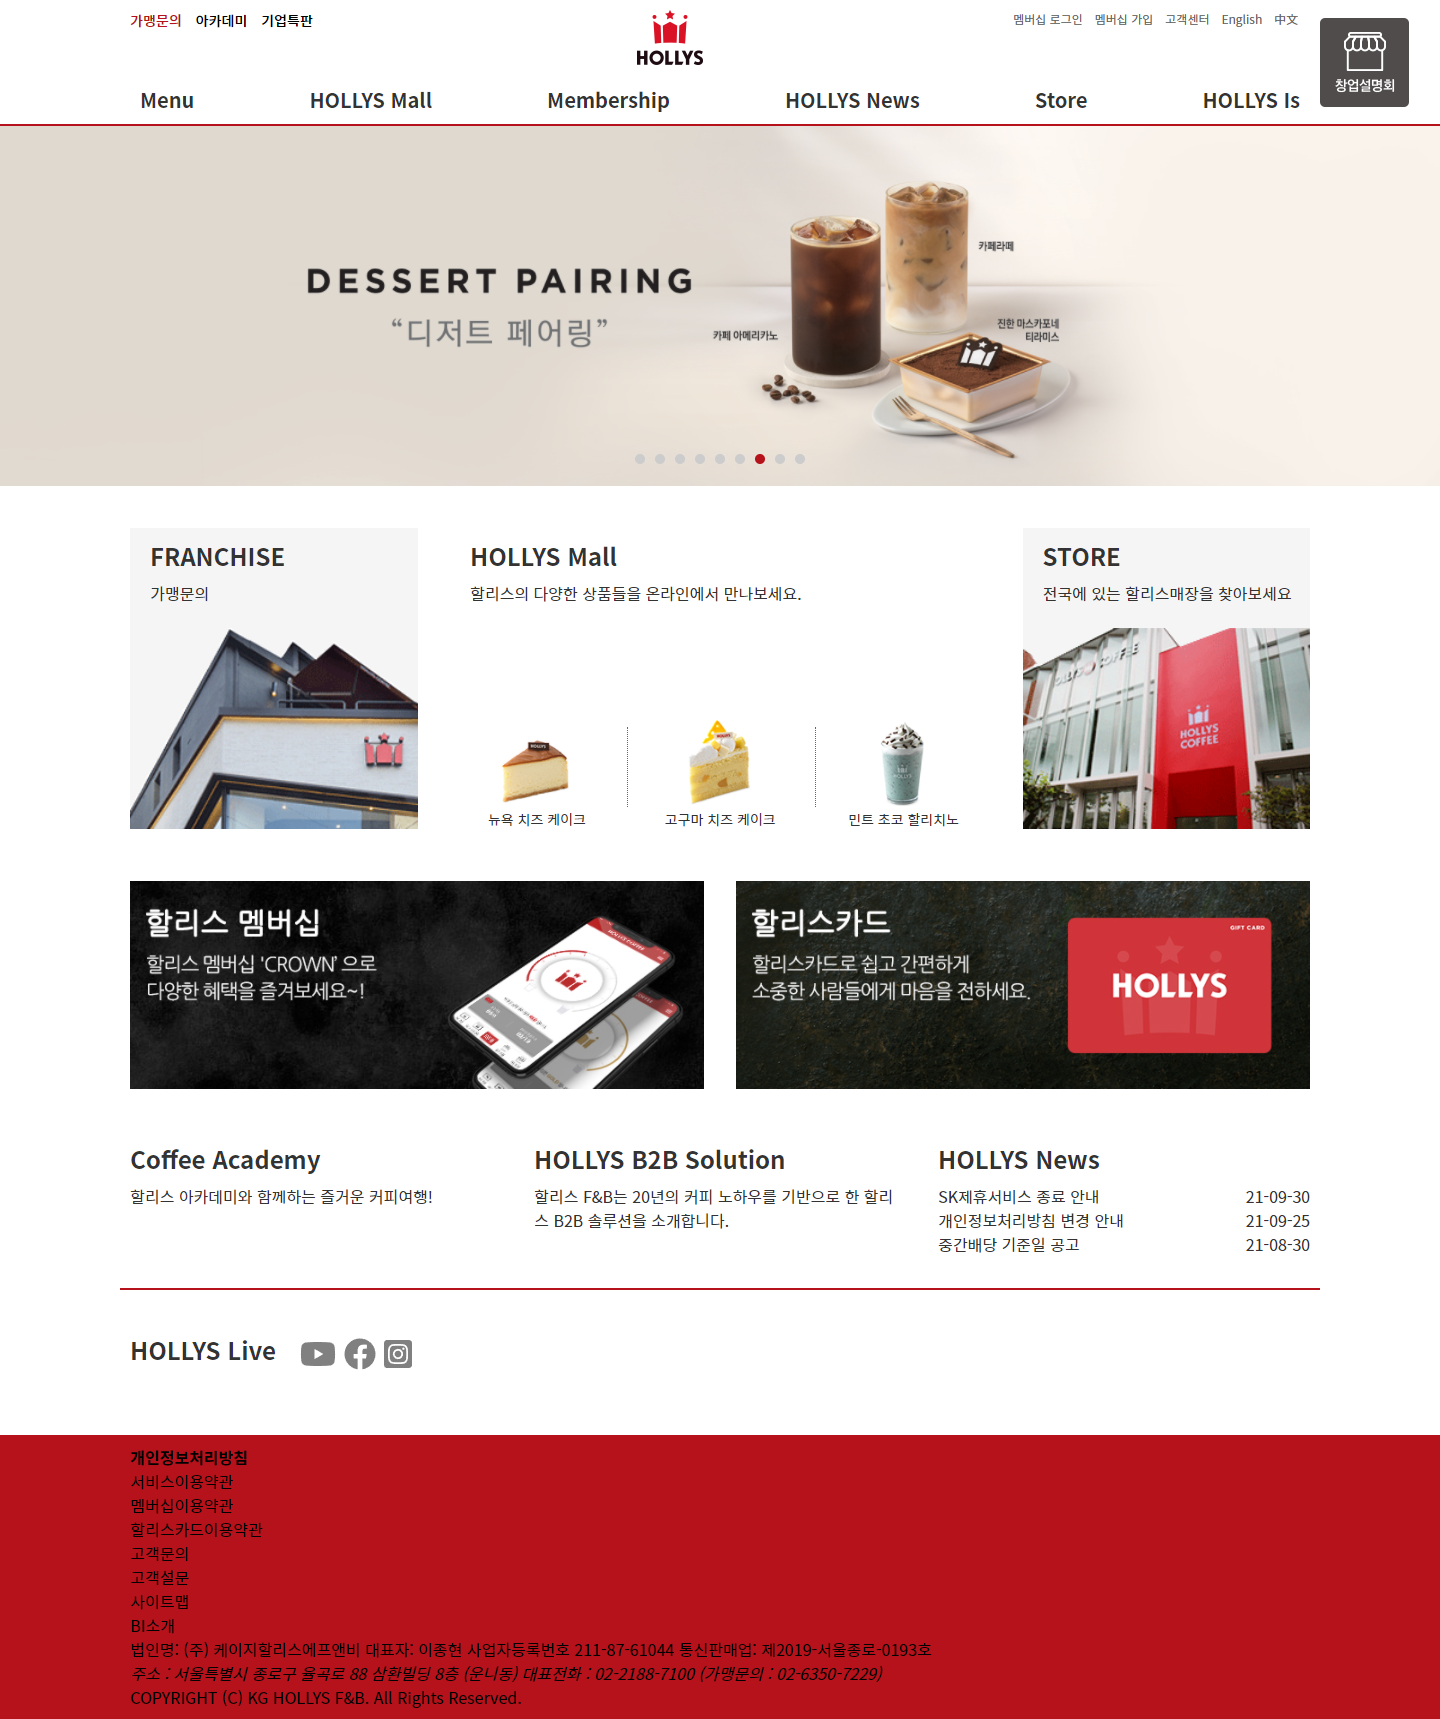 가맹문의 아카데미 기업특판
HOLLYS
멤버십 로그인 멤버십 가입 고객센터 English 中文
창업설명회
Menu HOLLYS Mall Membership HOLLYS News Store HOLLYS Is
DESSERT PAIRING
“디저트 페어링”
카페라떼
카페 아메리카노
진한 마스카포네
티라미스
FRANCHISE
가맹문의
HOLLYS Mall
할리스의 다양한 상품들을 온라인에서 만나보세요.
뉴욕 치즈 케이크
고구마 치즈 케이크
민트 초코 할리치노
STORE
전국에 있는 할리스매장을 찾아보세요
HOLLYS COFFEE
HOLLYS
COFFEE
할리스 멤버십
할리스 멤버십 'CROWN' 으로
다양한 혜택을 즐겨보세요~!
할리스카드
할리스카드로 쉽고 간편하게
소중한 사람들에게 마음을 전하세요.
GIFT CARD
HOLLYS
Coffee Academy
할리스 아카데미와 함께하는 즐거운 커피여행!
HOLLYS B2B Solution
할리스 F&B는 20년의 커피 노하우를 기반으로 한 할리
스 B2B 솔루션을 소개합니다.
HOLLYS News
SK제휴서비스 종료 안내 21-09-30
개인정보처리방침 변경 안내 21-09-25
중간배당 기준일 공고 21-08-30
HOLLYS Live
개인정보처리방침
서비스이용약관
멤버십이용약관
할리스카드이용약관
고객문의
고객설문
사이트맵
BI소개
법인명: (주) 케이지할리스에프앤비 대표자: 이종현 사업자등록번호 211-87-61044 통신판매업: 제2019-서울종로-0193호
주소 : 서울특별시 종로구 율곡로 88 삼환빌딩 8층 (운니동) 대표전화 : 02-2188-7100 (가맹문의 : 02-6350-7229)
COPYRIGHT (C) KG HOLLYS F&B. All Rights Reserved.